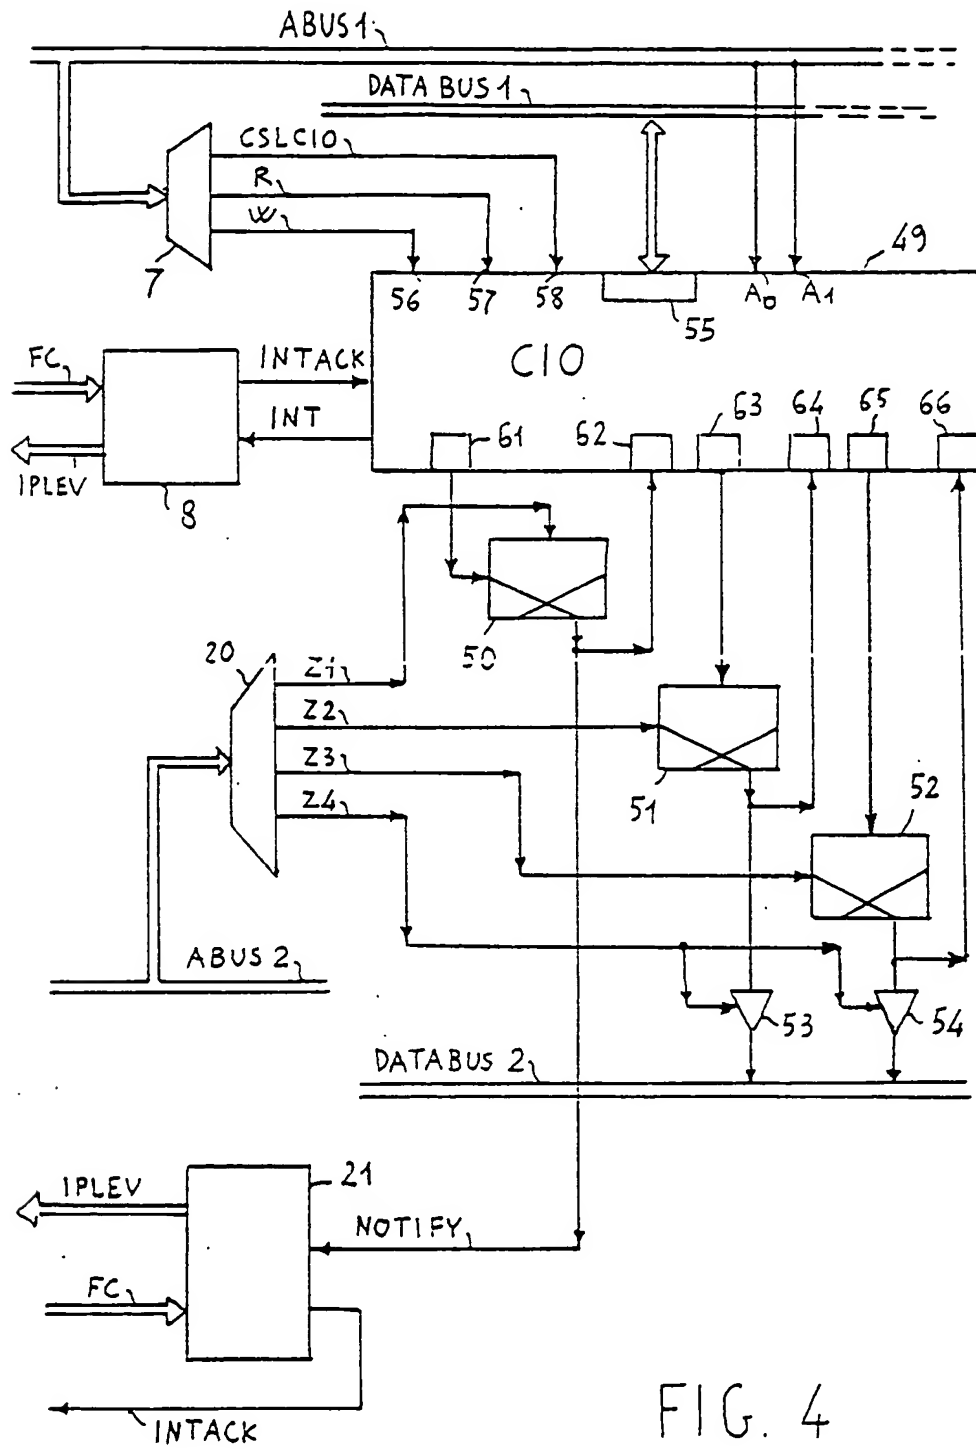 ABUS1
DATA BUS 1
CSLCIO
R
W
7
49
56
57
58
55
A0
A1
CIO
FC
INTACK
INT
IPLEV
8
61
62
63
64
65
66
50
20
Z1
Z2
Z3
Z4
51
52
ABUS 2
53
54
DATABUS 2
IPLEV
21
NOTIFY
FC
INTACK
FIG. 4